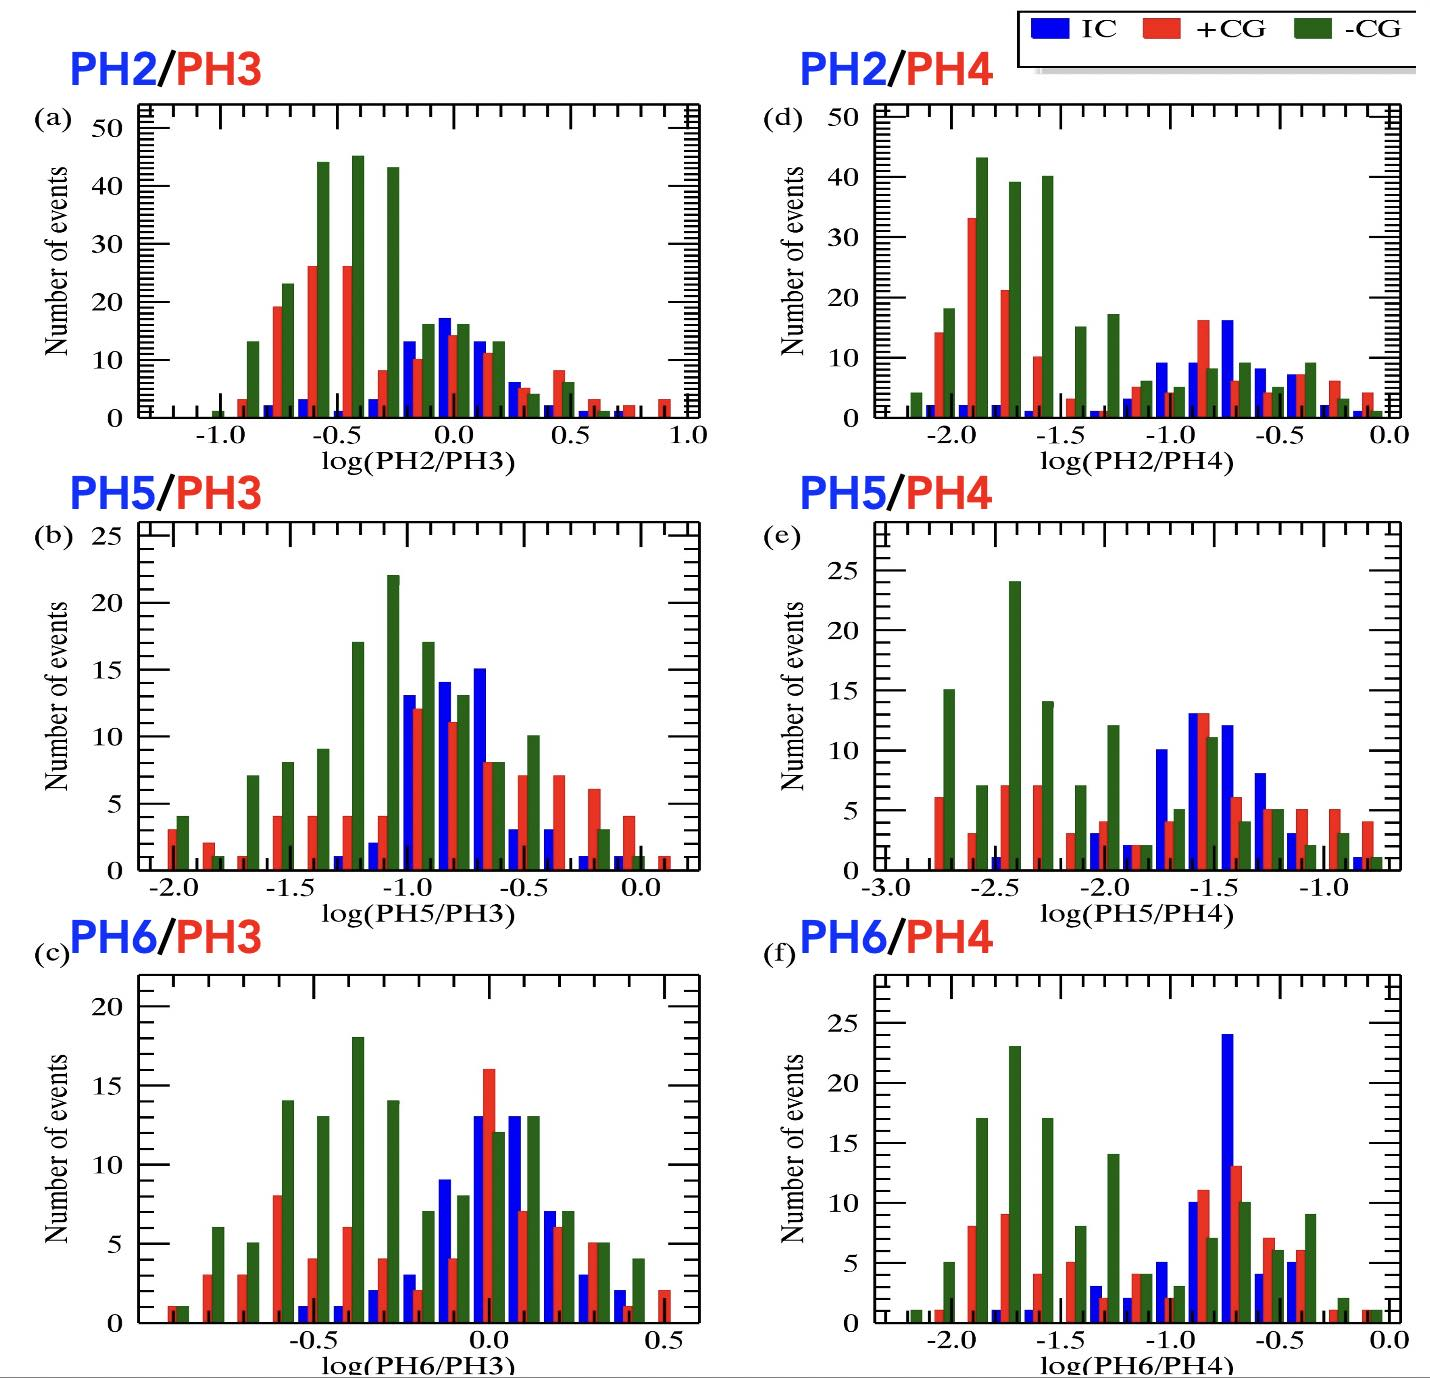 IC +CG -CG
PH2/PH3
(a)
50
40
30
20
10
0
Number of events
-1.0 -0.5 0.0 0.5 1.0
log(PH2/PH3)
PH2/PH4
(d)
50
40
30
20
10
0
Number of events
-2.0 -1.5 -1.0 -0.5 0.0
log(PH2/PH4)
PH5/PH3
(b)
25
20
15
10
5
0
Number of events
-2.0 -1.5 -1.0 -0.5 0.0
log(PH5/PH3)
PH5/PH4
(e)
25
20
15
10
5
0
Number of events
-3.0 -2.5 -2.0 -1.5 -1.0
log(PH5/PH4)
PH6/PH3
(c)
20
15
10
5
0
Number of events
-0.5 0.0 0.5
log(PH6/PH3)
PH6/PH4
(f)
25
20
15
10
5
0
Number of events
-2.0 -1.5 -1.0 -0.5 0.0
log(PH6/PH4)